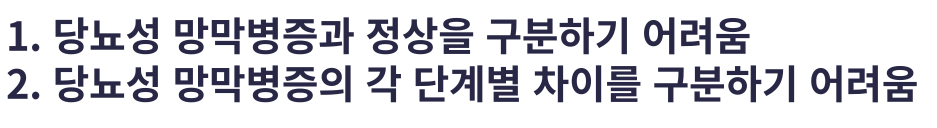 1. 당뇨성 망막병증과 정상을 구분하기 어려움
2. 당뇨성 망막병증의 각 단계별 차이를 구분하기 어려움